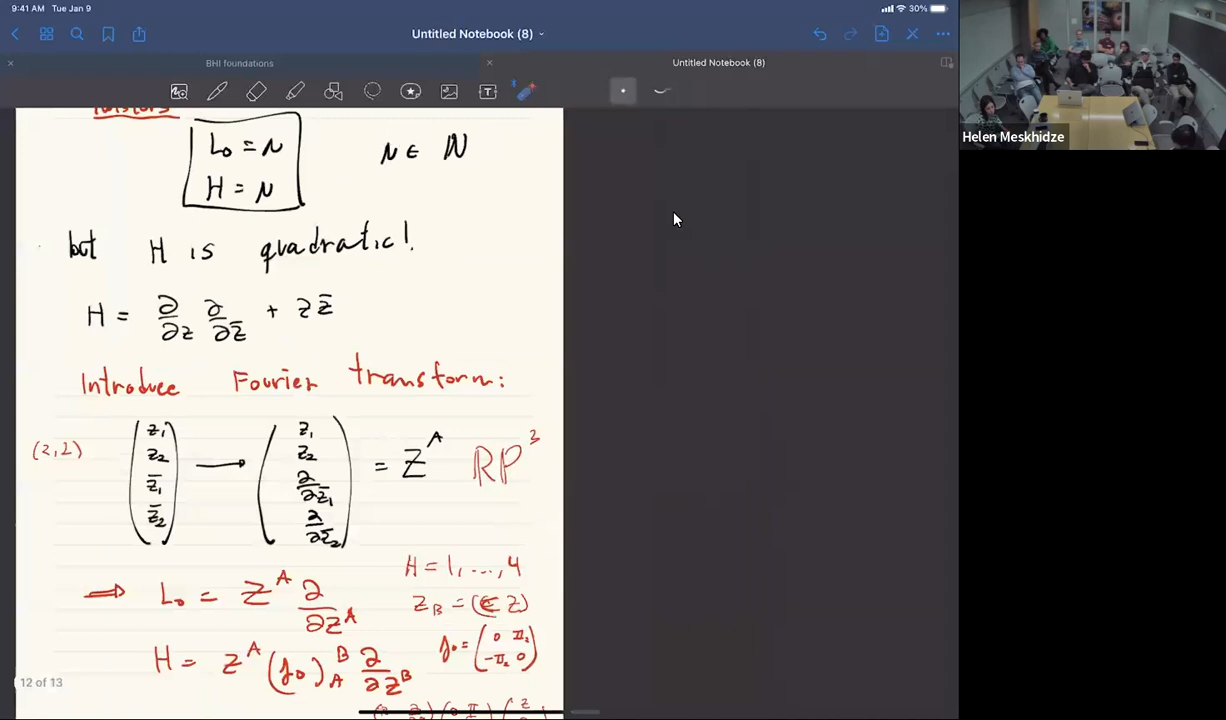 9:41 AM Tue Jan 9
30%
Untitled Notebook (8)
BHI foundations
Untitled Notebook (8)
Helen Meskhidze
Twistors
L₀ = N
N ∈ ℕ
H = N
but H is quadratic!
H = ∂/∂z ∂/∂z̄ + z z̄
Introduce Fourier transform:
(2,2) (z₁ z₂ z̄₁ z̄₂) → (z₁ z₂ ∂/∂z̄₁ ∂/∂z̄₂) = Z^A RP³
H = 1, ..., 4
⇒ L₀ = Z^A ∂/∂Z^A
H = Z^A (γ₀)_A^B ∂/∂Z^B
12 of 13